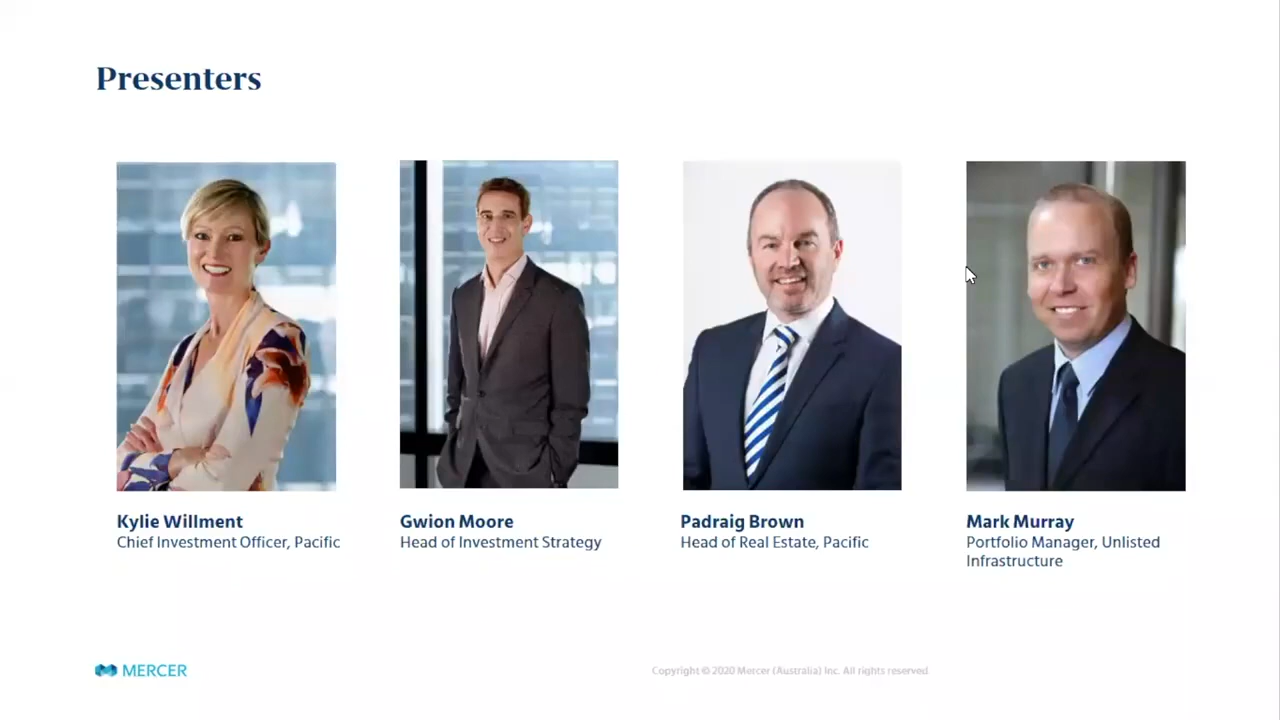 Presenters
Kylie Willment
Chief Investment Officer, Pacific
Gwion Moore
Head of Investment Strategy
Padraig Brown
Head of Real Estate, Pacific
Mark Murray
Portfolio Manager, Unlisted
Infrastructure
MERCER
Copyright © 2020 Mercer (Australia) Inc. All rights reserved.